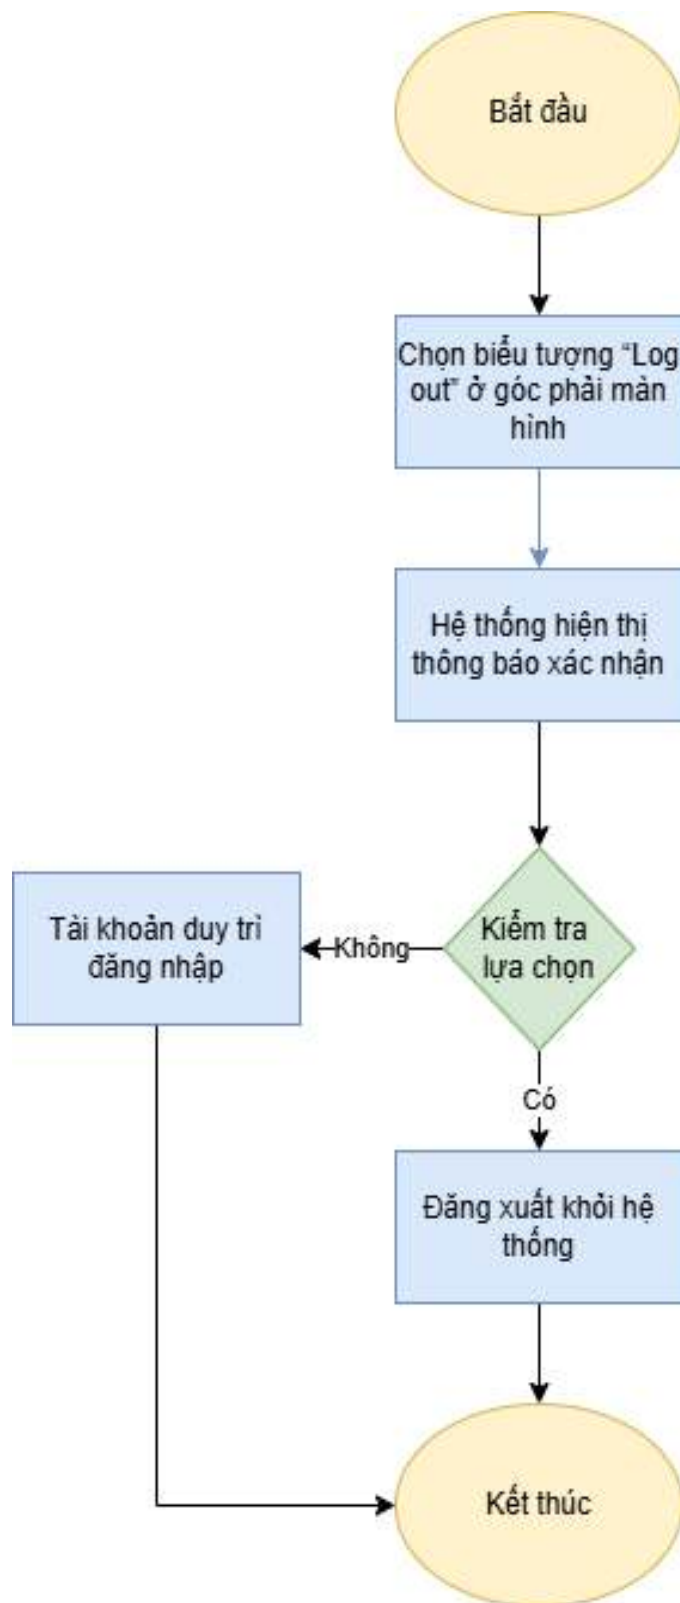 Bắt đầu
Chọn biểu tượng “Log
out” ở góc phải màn
hình
Hệ thống hiện thị
thông báo xác nhận
Kiểm tra
lựa chọn
Không
Tài khoản duy trì
đăng nhập
Có
Đăng xuất khỏi hệ
thống
Kết thúc